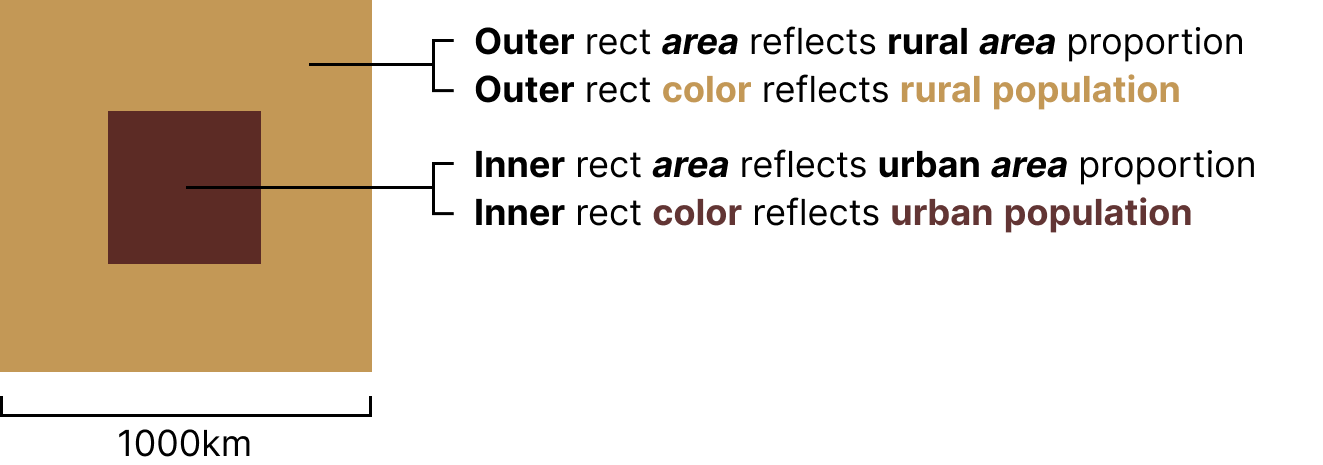 Outer rect area reflects rural area proportion
Outer rect color reflects rural population
Inner rect area reflects urban area proportion
Inner rect color reflects urban population
1000km